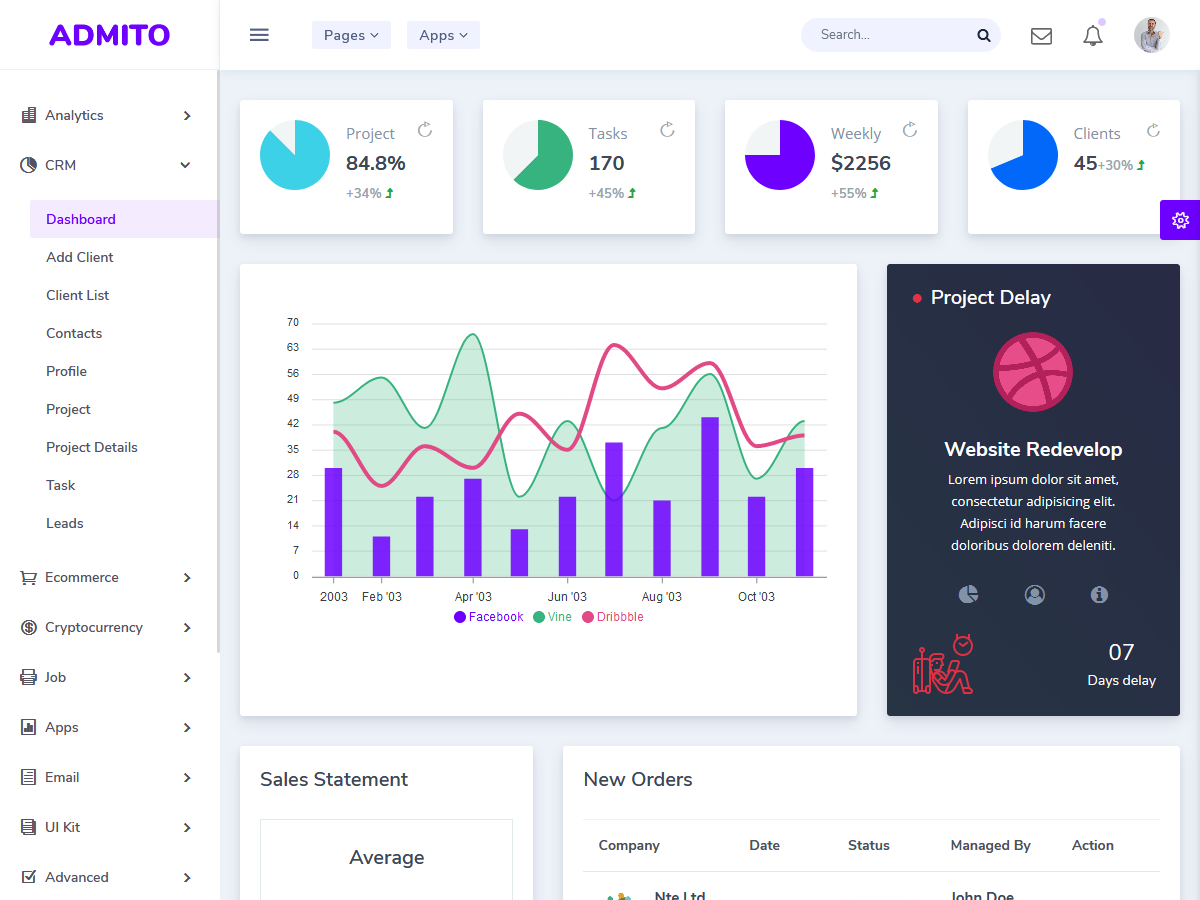 ADMITO
Pages
Apps
Search...
Analytics
CRM
Dashboard
Add Client
Client List
Contacts
Profile
Project
Project Details
Task
Leads
Ecommerce
Cryptocurrency
Job
Apps
Email
UI Kit
Advanced
Project
84.8%
+34%
Tasks
170
+45%
Weekly
$2256
+55%
Clients
45+30%
70
63
56
49
42
35
28
21
14
7
0
2003 Feb '03 Apr '03 Jun '03 Aug '03 Oct '03
Facebook Vine Dribbble
Project Delay
Website Redevelop
Lorem ipsum dolor sit amet,
consectetur adipisicing elit.
Adipisci id harum facere
doloribus dolorem deleniti.
07
Days delay
Sales Statement
Average
New Orders
Company Date Status Managed By Action
Nte Ltd John Doe